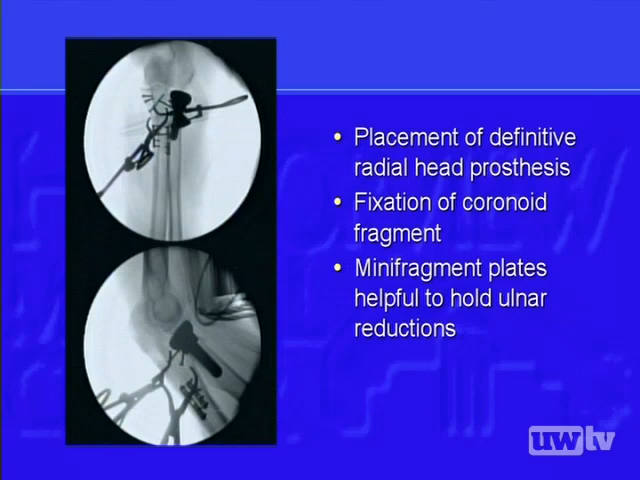 • Placement of definitive
radial head prosthesis
• Fixation of coronoid
fragment
• Minifragment plates
helpful to hold ulnar
reductions
uwtv